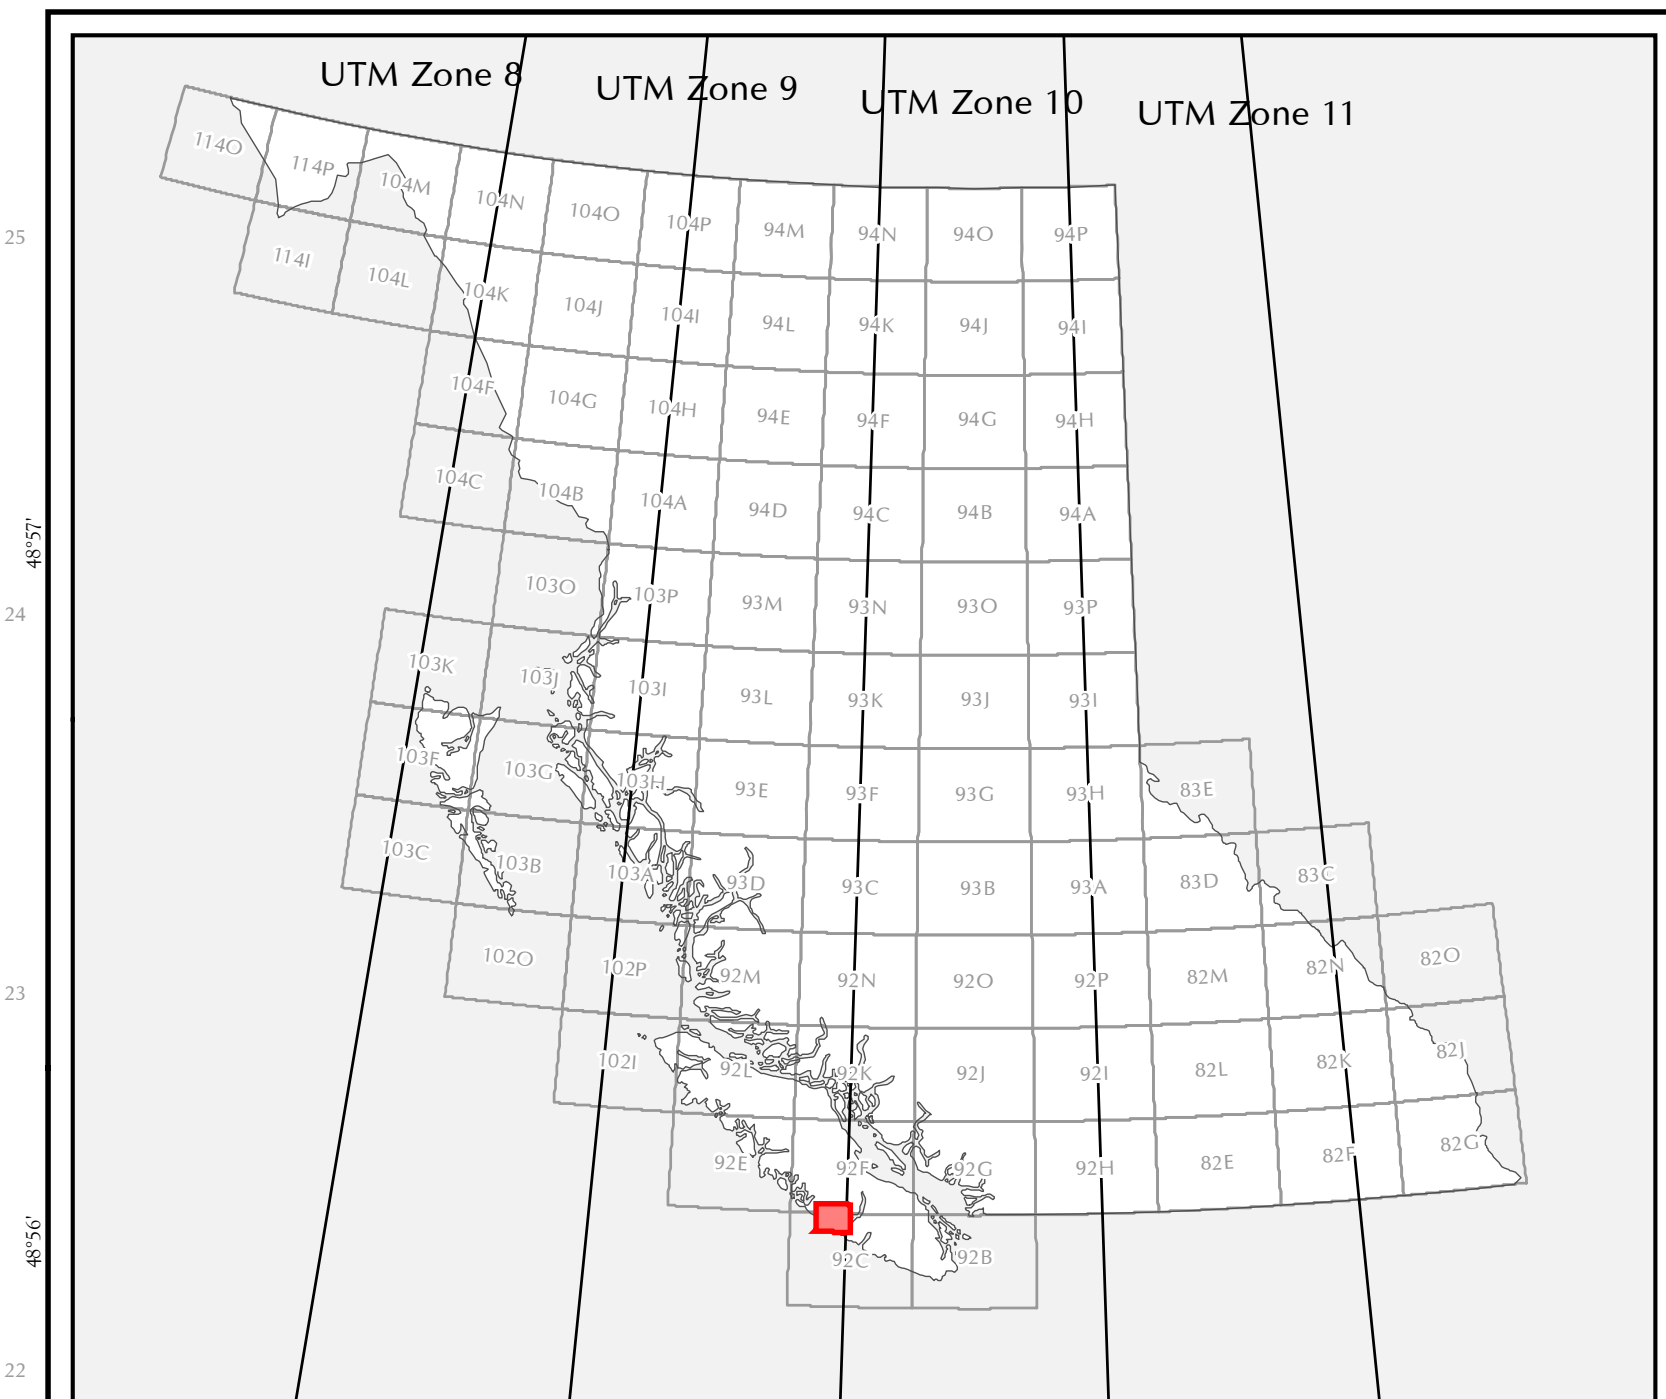 UTM Zone 8
UTM Zone 9
UTM Zone 10
UTM Zone 11
114O 114P 104M 104N 104O 104P 94M 94N 94O 94P
25
114I 104L 104K 104J 104I 94L 94K 94J 94I
104F 104G 104H 94E 94F 94G 94H
104C 104B 104A 94D 94C 94B 94A
48°57'
103O 103P 93M 93N 93O 93P
24
103K 103J 103I 93L 93K 93J 93I
103F 103G 103H 93E 93F 93G 93H 83E
103C 103B 103A 93D 93C 93B 93A 83D 83C
102O 102P 92M 92N 92O 92P 82M 82N 82O
23
102I 92L 92K 92J 92I 82L 82K 82J
92E 92F 92G 92H 82E 82F 82G
48°56'
92C 92B
22